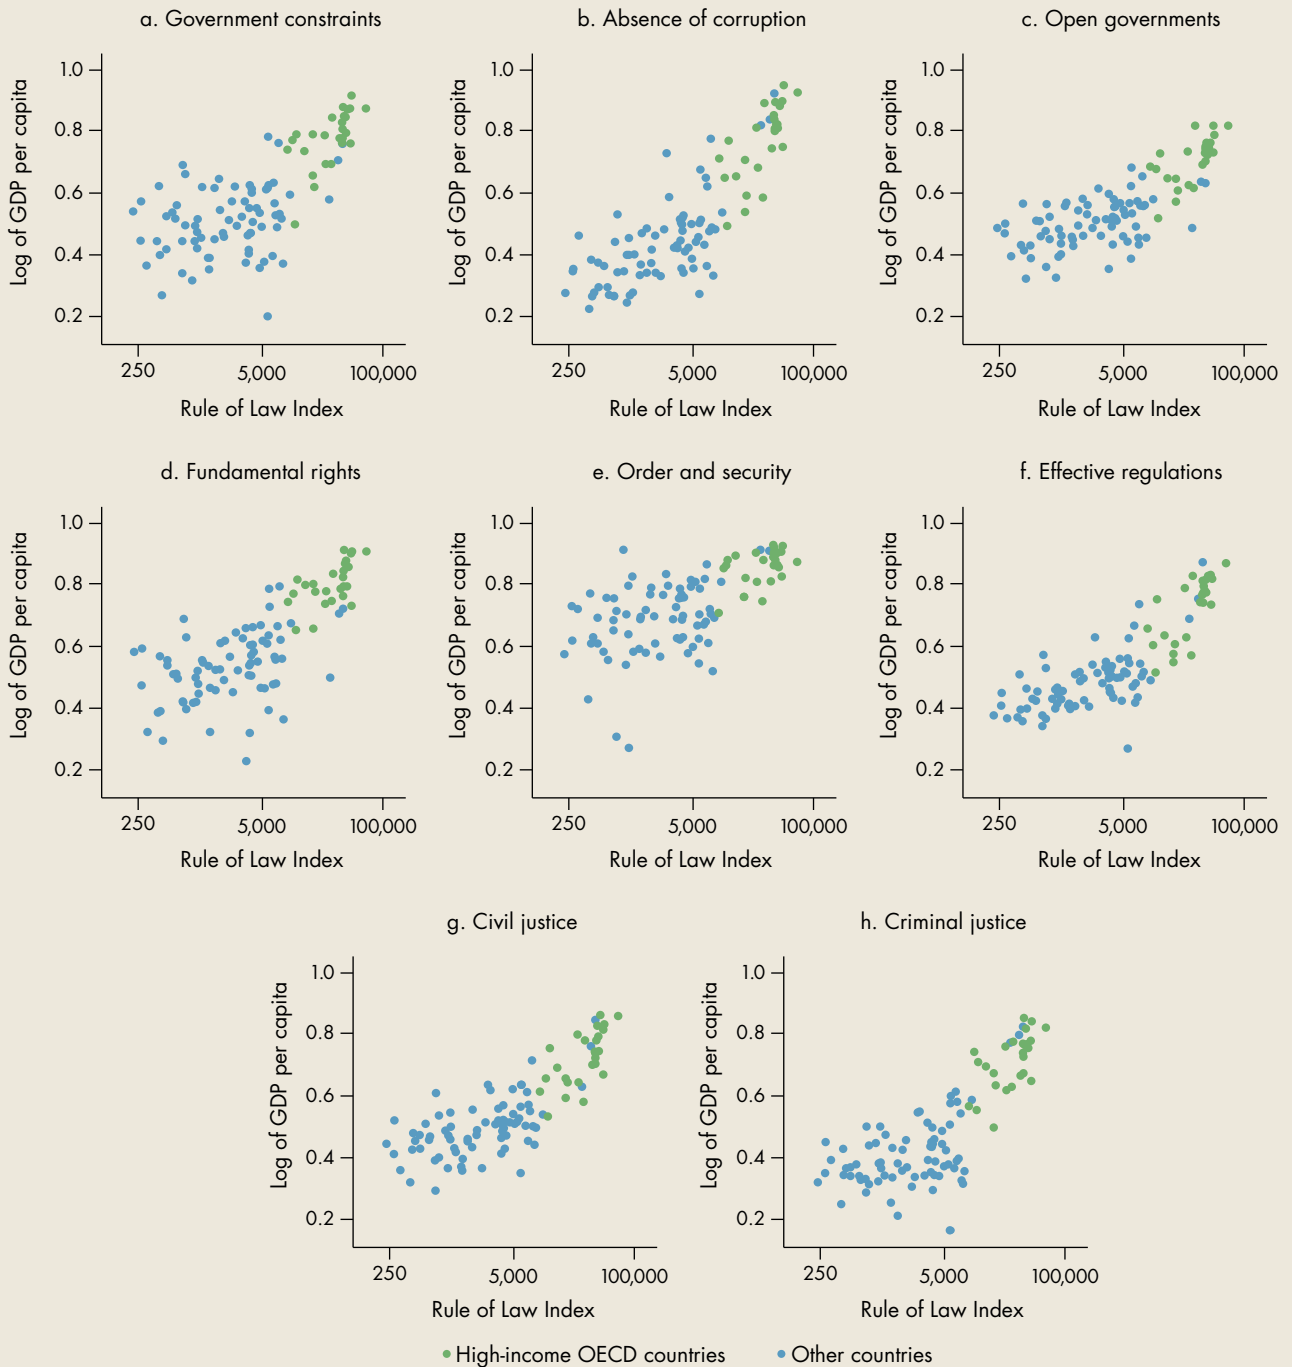 a. Government constraints
b. Absence of corruption
c. Open governments
1.0
0.8
0.6
0.4
0.2
Log of GDP per capita
250
5,000
100,000
Rule of Law Index
1.0
0.8
0.6
0.4
0.2
Log of GDP per capita
250
5,000
100,000
Rule of Law Index
1.0
0.8
0.6
0.4
0.2
Log of GDP per capita
250
5,000
100,000
Rule of Law Index
d. Fundamental rights
e. Order and security
f. Effective regulations
1.0
0.8
0.6
0.4
0.2
Log of GDP per capita
250
5,000
100,000
Rule of Law Index
1.0
0.8
0.6
0.4
0.2
Log of GDP per capita
250
5,000
100,000
Rule of Law Index
1.0
0.8
0.6
0.4
0.2
Log of GDP per capita
250
5,000
100,000
Rule of Law Index
g. Civil justice
h. Criminal justice
1.0
0.8
0.6
0.4
0.2
Log of GDP per capita
250
5,000
100,000
Rule of Law Index
1.0
0.8
0.6
0.4
0.2
Log of GDP per capita
250
5,000
100,000
Rule of Law Index
High-income OECD countries
Other countries